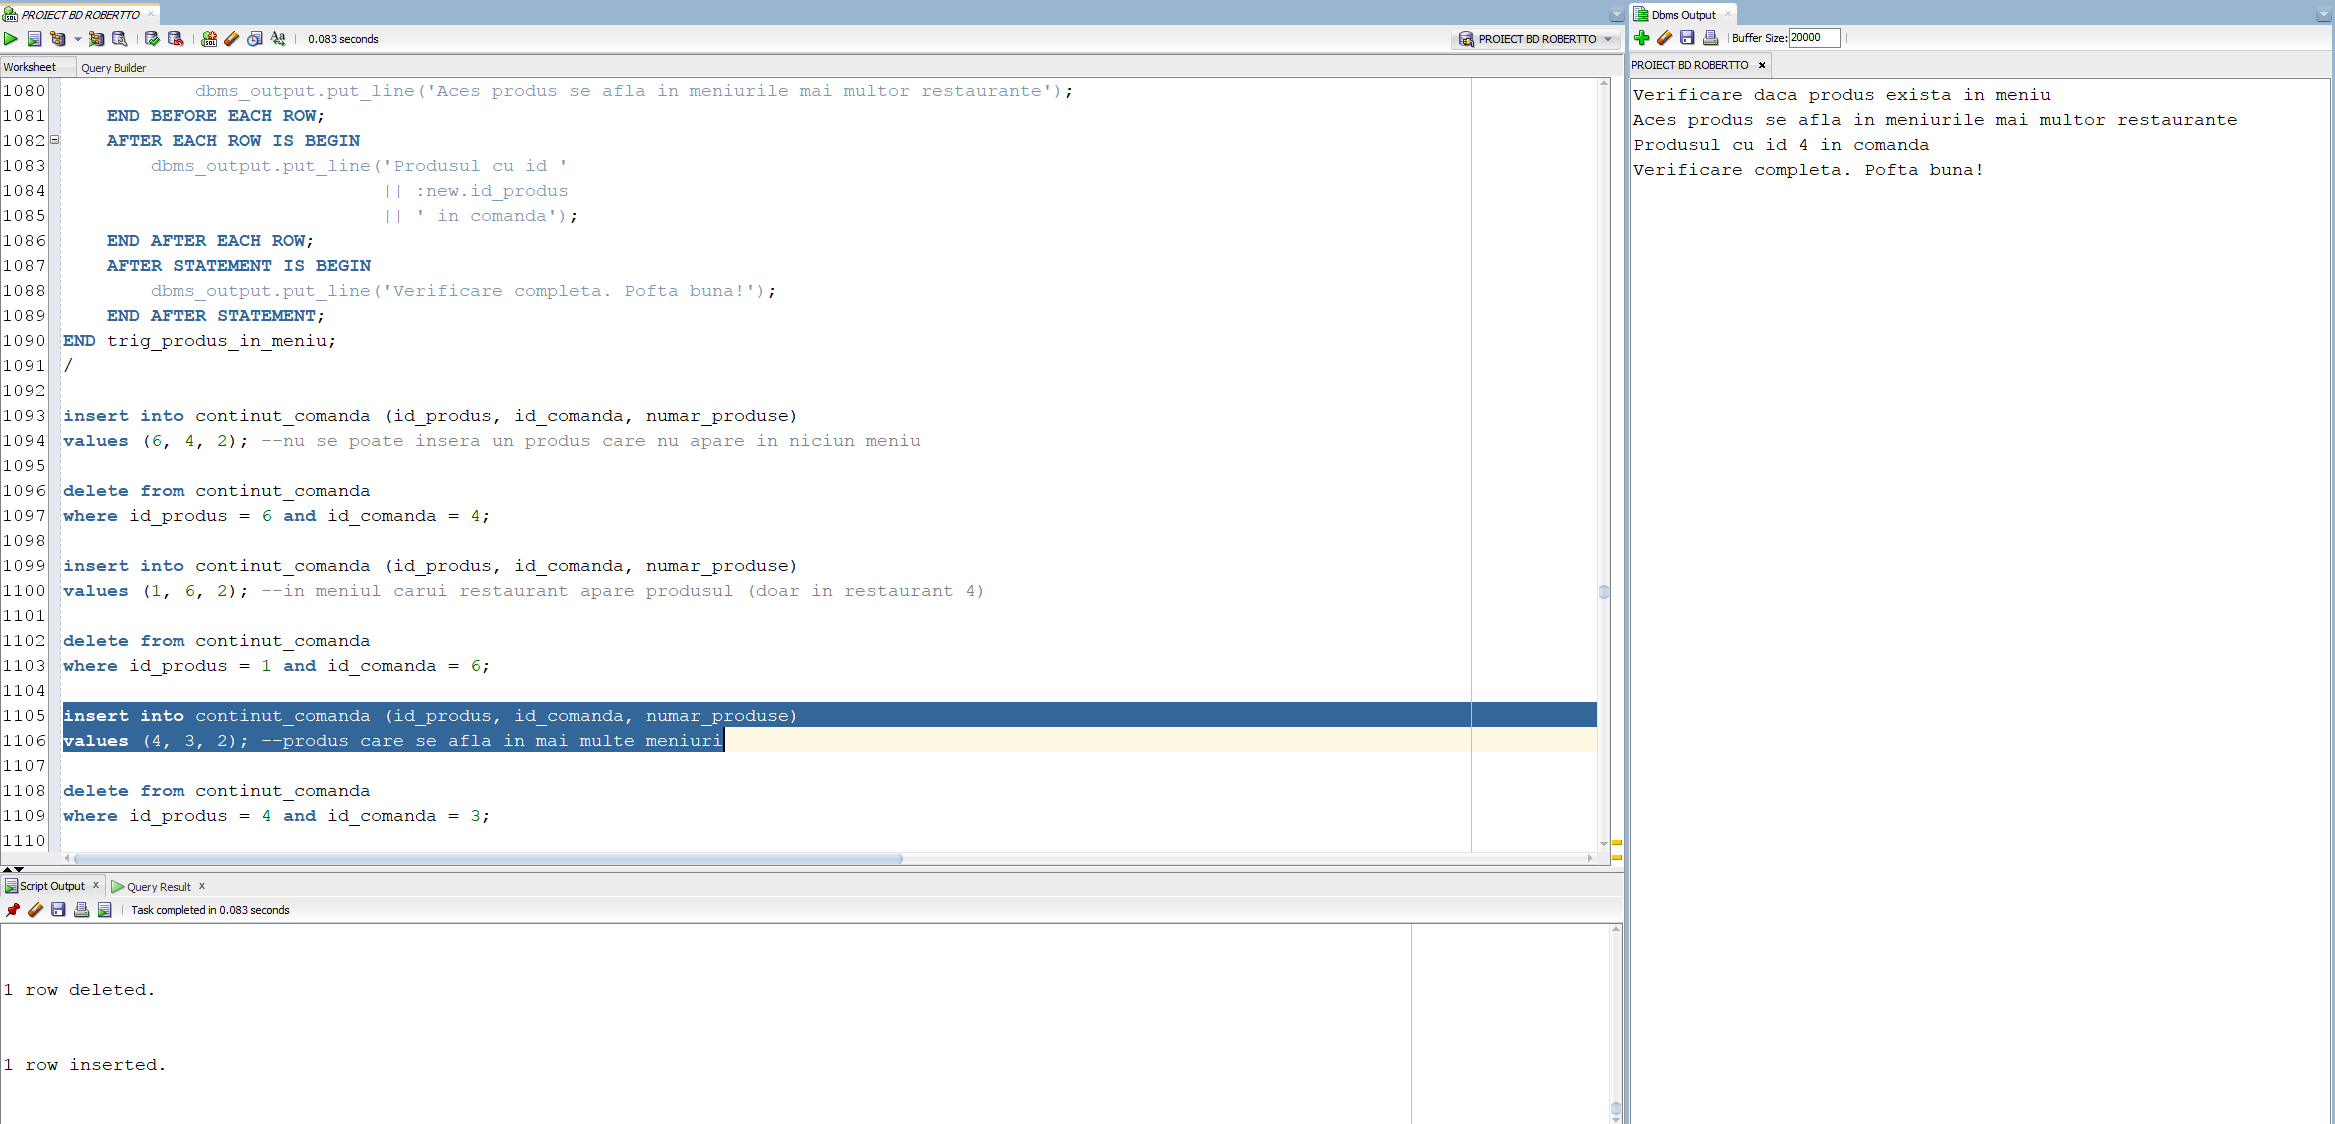 PROIECT BD ROBERTTO
0.083 seconds
PROIECT BD ROBERTTO
Worksheet Query Builder
1080 dbms_output.put_line('Aces produs se afla in meniurile mai multor restaurante');
1081 END BEFORE EACH ROW;
1082 AFTER EACH ROW IS BEGIN
1083 dbms_output.put_line('Produsul cu id '
1084 || :new.id_produs
1085 || ' in comanda');
1086 END AFTER EACH ROW;
1087 AFTER STATEMENT IS BEGIN
1088 dbms_output.put_line('Verificare completa. Pofta buna!');
1089 END AFTER STATEMENT;
1090 END trig_produs_in_meniu;
1091 /
1092
1093 insert into continut_comanda (id_produs, id_comanda, numar_produse)
1094 values (6, 4, 2); --nu se poate insera un produs care nu apare in niciun meniu
1095
1096 delete from continut_comanda
1097 where id_produs = 6 and id_comanda = 4;
1098
1099 insert into continut_comanda (id_produs, id_comanda, numar_produse)
1100 values (1, 6, 2); --in meniul carui restaurant apare produsul (doar in restaurant 4)
1101
1102 delete from continut_comanda
1103 where id_produs = 1 and id_comanda = 6;
1104
1105 insert into continut_comanda (id_produs, id_comanda, numar_produse)
1106 values (4, 3, 2); --produs care se afla in mai multe meniuri
1107
1108 delete from continut_comanda
1109 where id_produs = 4 and id_comanda = 3;
1110
Script Output x Query Result x
Task completed in 0.083 seconds
1 row deleted.
1 row inserted.
Dbms Output
Buffer Size: 20000
PROIECT BD ROBERTTO x
Verificare daca produs exista in meniu
Aces produs se afla in meniurile mai multor restaurante
Produsul cu id 4 in comanda
Verificare completa. Pofta buna!